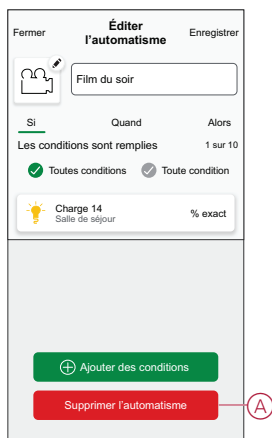 Fermer
Éditer
l'automatisme
Enregistrer
Film du soir
Si
Quand
Alors
Les conditions sont remplies
1 sur 10
Toutes conditions
Toute condition
Charge 14
Salle de séjour
% exact
Ajouter des conditions
Supprimer l'automatisme
A